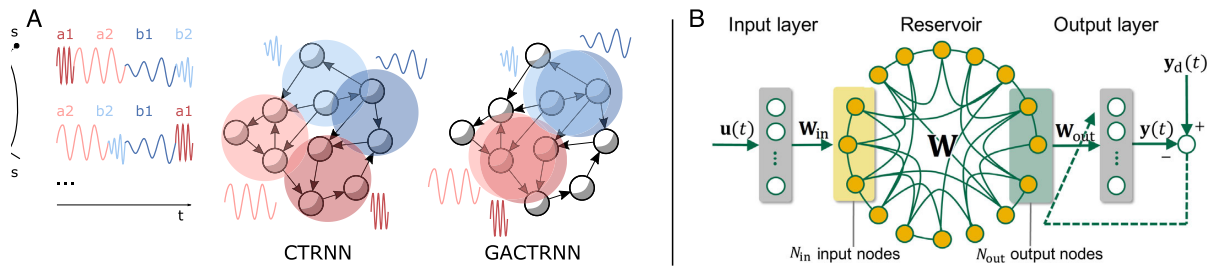 A
s
a1 a2 b1 b2
a2 b2 b1 a1
s
...
t
CTRNN
GACTRNN
B
Input layer Reservoir Output layer
y_d(t)
u(t) W_in W W_out y(t) +
−
N_in input nodes N_out output nodes